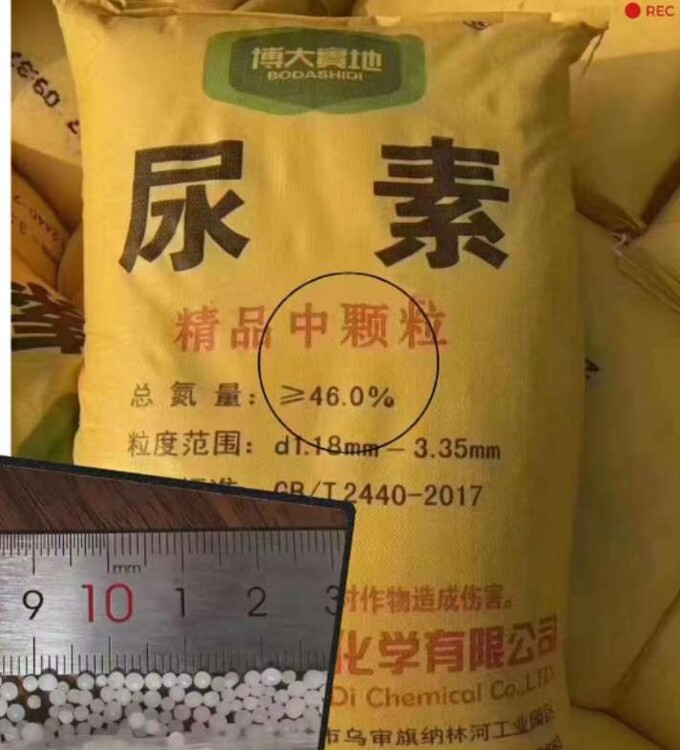 REC
博大實地
BODASHIDI
尿素
精品中颗粒
总氮量：≥46.0%
粒度范围：d1.18mm－3.35mm
GB/T2440-2017
对作物造成伤害。
化学有限公司
Di Chemical Co.,LTD
市乌审旗纳林河工业园区
mm
9 10 1 2 3